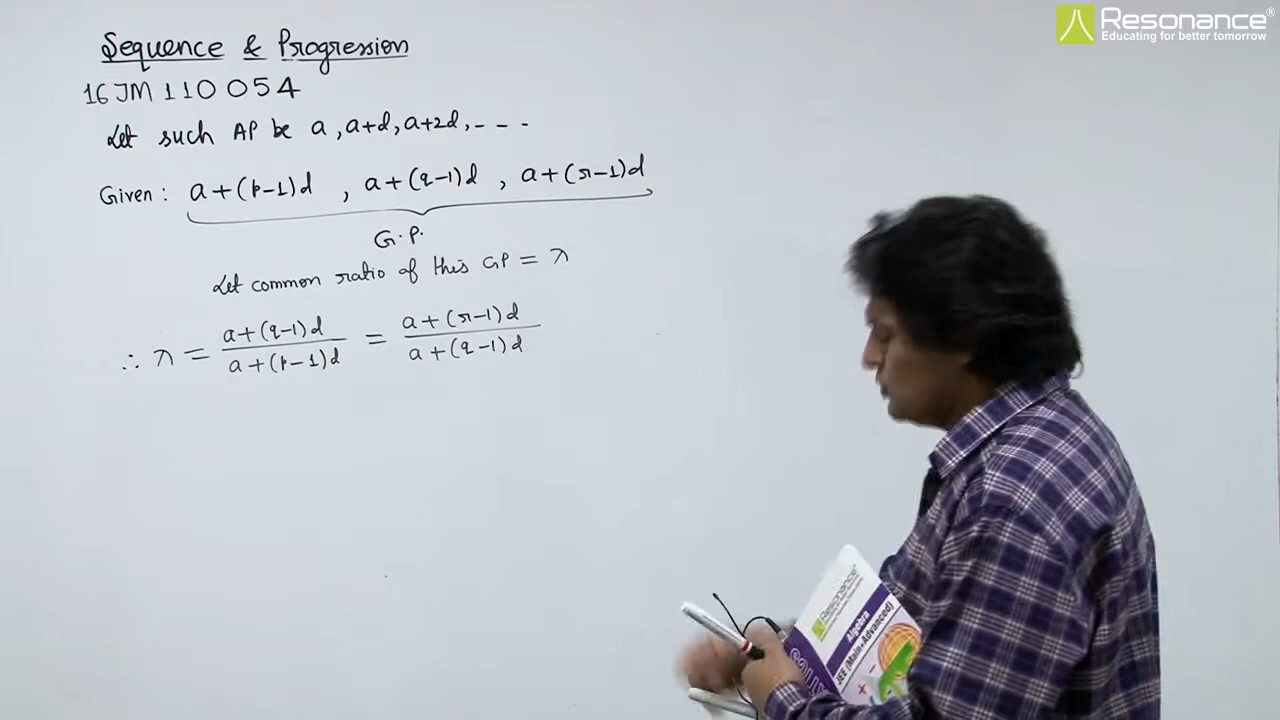 Resonance®
Educating for better tomorrow
Sequence & Progression
16JM110054
Let such AP be a, a+d, a+2d, - - -
Given: a+(p-1)d , a+(q-1)d , a+(r-1)d
G.P.
Let common ratio of this GP = λ
∴ λ = a+(q-1)d / a+(p-1)d = a+(r-1)d / a+(q-1)d
Resonance®
Algebra
JEE (Main+Advanced)